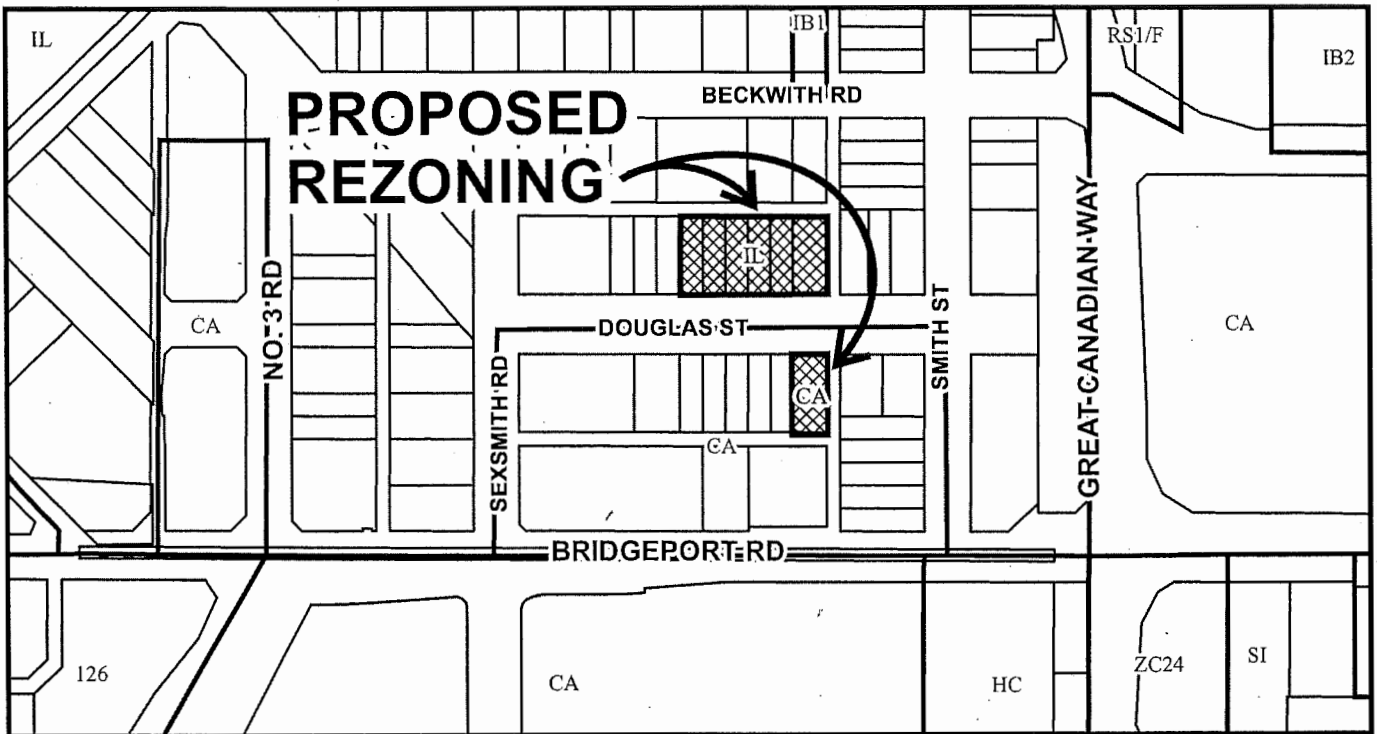 IL
IB1
RS1/F
IB2
BECKWITH RD
PROPOSED
REZONING
IL
GREAT CANADIAN WAY
NO. 3 RD
CA
DOUGLAS ST
SMITH ST
CA
SEXSMITH RD
CA
CA
BRIDGEPORT RD
126
CA
HC
ZC24
SI